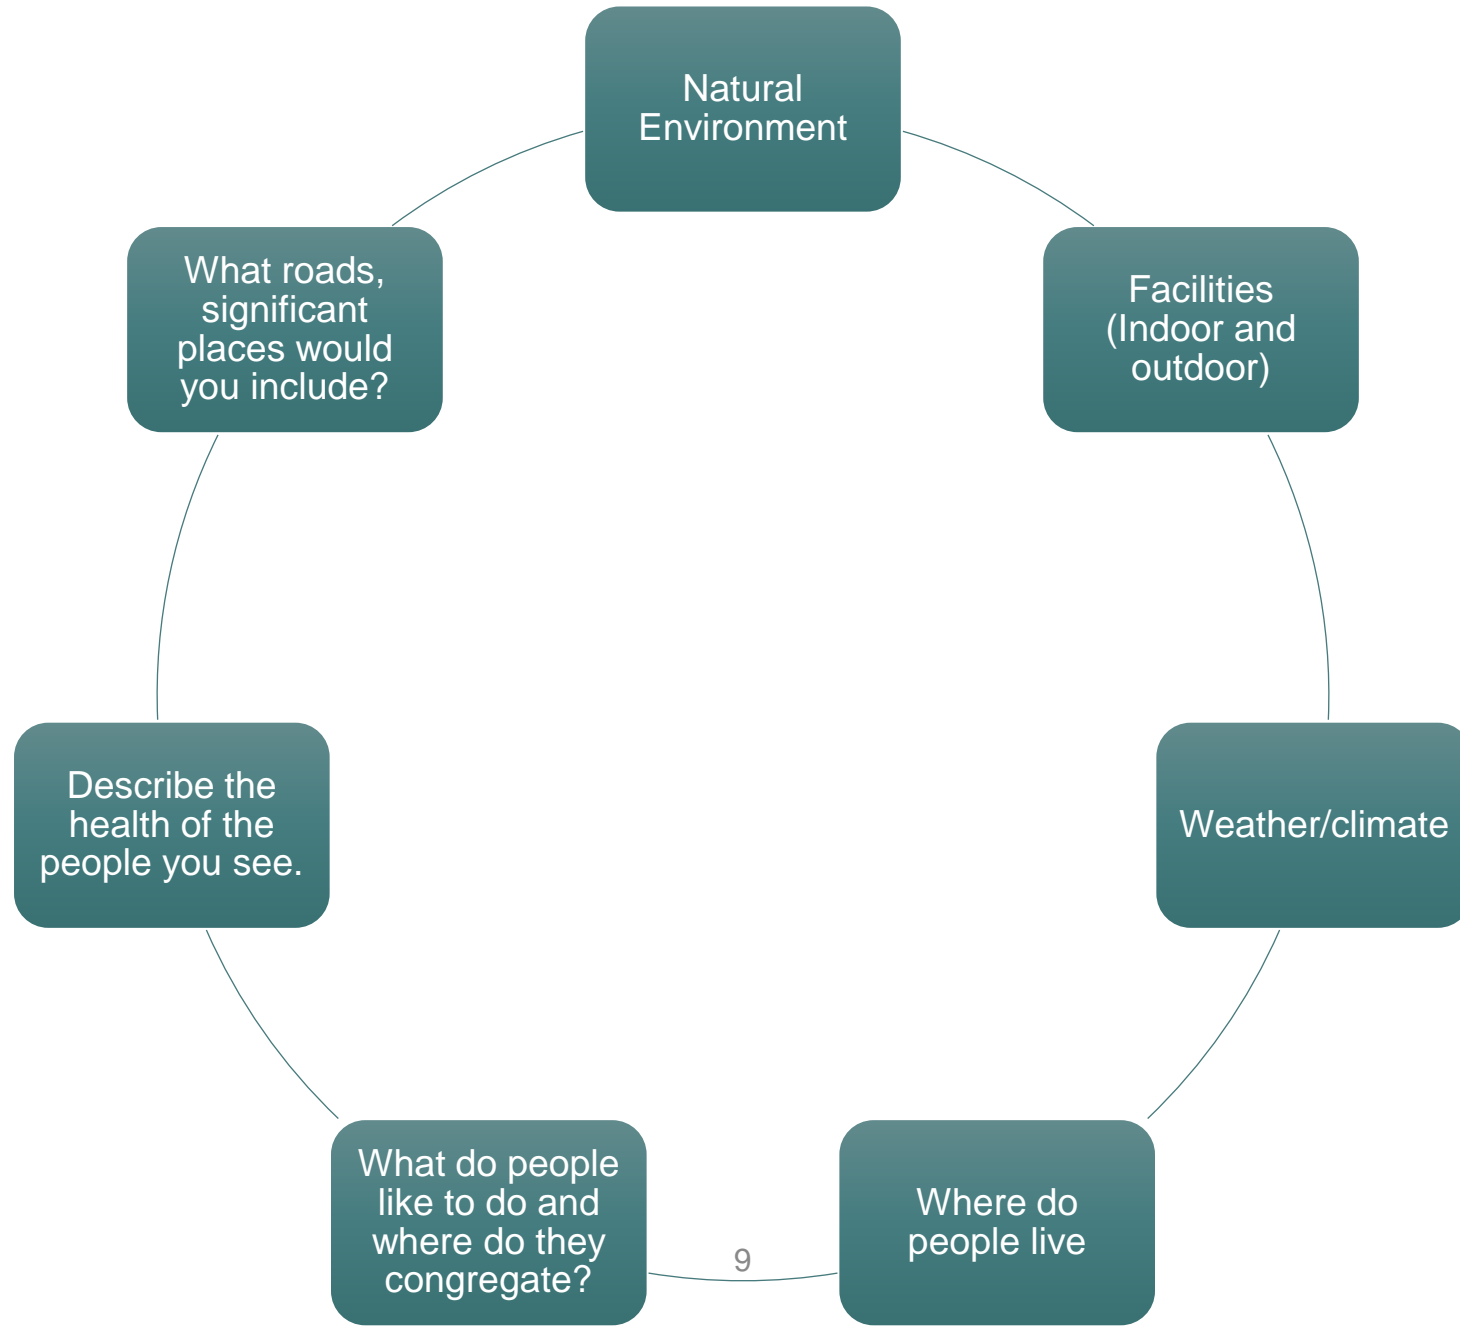 Natural
Environment
Facilities
(Indoor and
outdoor)
Weather/climate
Where do
people live
What do people
like to do and
where do they
congregate?
Describe the
health of the
people you see.
What roads,
significant
places would
you include?
9